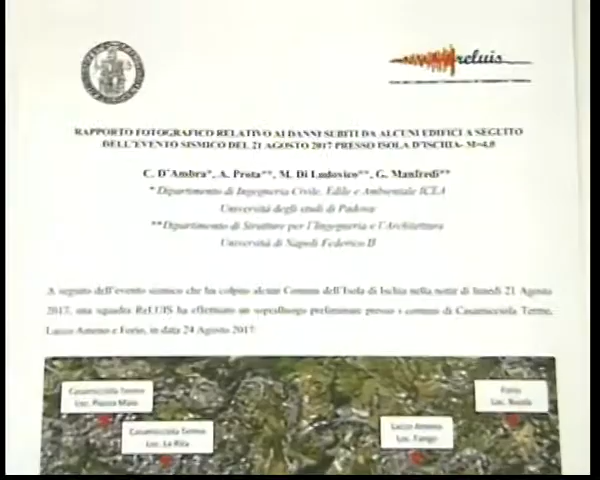 reluis
RAPPORTO FOTOGRAFICO RELATIVO AI DANNI SUBITI DA ALCUNI EDIFICI A SEGUITO
DELL'EVENTO SISMICO DEL 21 AGOSTO 2017 PRESSO ISOLA D'ISCHIA- M=4.0
C. D'Ambra*, A. Prota**, M. Di Ludovico**, G. Manfredi**
* Dipartimento di Ingegneria Civile, Edile e Ambientale ICEA
Università degli studi di Padova
**Dipartimento di Strutture per l'Ingegneria e l'Architettura
Università di Napoli Federico II
A seguito dell'evento sismico che ha colpito alcuni Comuni dell'Isola di Ischia nella notte di lunedì 21 Agosto
2017, una squadra ReLUIS ha effettuato un sopralluogo preliminare presso i comuni di Casamicciola Terme,
Lacco Ameno e Forio, in data 24 Agosto 2017.
Casamicciola Terme
Loc. Piazza Maio
Forio
Loc.
Casamicciola Terme
Loc. La Rita
Lacco Ameno
Loc. Fango